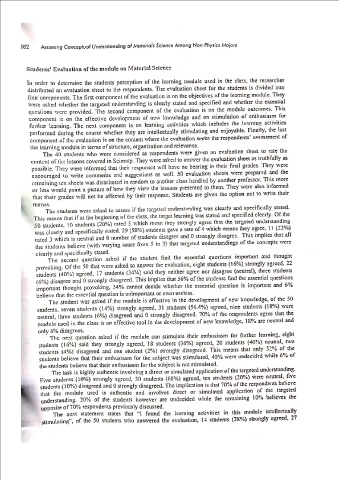 182 Assessing Conceptual Understanding of Materials Science Among Non Physics Majors
Students' Evaluation of the module on Material Science
In order to determine the students perception of the learning module used in the class, the researcher
distributed an evaluation sheet to the respondents. The evaluation sheet for the students is divided into
four components. The first component of the evaluation is on the objectives of the learning module. They
were asked whether the targeted understanding is clearly stated and specified and whether the essential
questions were provided. The second component of the evaluation is on the module outcomes. This
component is on the effective development of new knowledge and on stimulation of enthusiasm for
further learning. The next component is on learning activities which includes the learning activities
performed during the course whether they are intellectually stimulating and enjoyable. Finally, the last
component of the evaluation is on the content where the evaluation seeks the respondents' assessment of
the learning module in terms of structure, organization and relevance.
The 40 students who were considered as respondents were given an evaluation sheet to rate the
content of the lessons covered in Scimtip. They were asked to answer the evaluation sheet as truthfully as
possible. They were informed that their responses will have no bearing in their final grades. They were
encouraged to write comments and suggestions as well. 50 evaluation sheets were prepared and the
remaining ten sheets was distributed to another class handled by another professor. This more
or less would paint a picture of how they view the lessons presented to them. They were also informed
that their grades will not be affected by their response. Students are given the option not to write their
names.
The students were asked to assess if the targeted understanding was clearly and specifically stated.
This means that if at the beginning of the class, the target learning was stated and specified clearly. Of the
50 students, 10 students (20%) rated 5 which mean they strongly agree that the targeted understanding
was clearly and specifically stated. 29 (58%) students gave a rate of 4 which means they agree, 11 (22%)
rated 3 which is neutral and 0 number of students disagree and 0 strongly disagree. This implies that all
the students believe (with varying score from 5 to 3) that targeted understandings of the concepts were
clearly and specifically stated.
The second question asked if the students find the essential questions important and thought
provoking. Of the 50 that were asked to answer the evaluation, eight students (16%) strongly agreed, 22
students (40%) agreed, 17 students (34%) said they neither agree nor disagree (neutral), three students
(6%) disagree and 0 strongly disagree. This implies that 56% of the students find the essential questions
important thought provoking, 34% cannot decide whether the essential question is important and 6%
believe that the essential question is unimportant or even useless.
The student was asked if the module is effective in the development of new knowledge, of the 50
students, seven students (14%) strongly agreed, 31 students (56.4%) agreed, nine students (18%) were
neutral, three students (6%) disagreed and 0 strongly disagreed. 70% of the respondents agree that the
module used in the class is an effective tool in the development of new knowledge, 18% are neutral and
only 6% disagrees.
The next question asked if the module can stimulate their enthusiasm for further learning, eight
students (16%) said they strongly agreed, 18 students (36%) agreed, 20 students (40%) neutral, two
students (4%) disagreed and one student (2%) strongly disagreed. This means that only 52% of the
students believe that their enthusiasm for the subject was stimulated, 40% were undecided while 6% of
the students believe that their enthusiasm for the subject is not stimulated.
The task is highly authentic involving a direct or simulated application of the targeted understanding.
Five students (10%) strongly agreed, 30 students (60%) agreed, ten students (20%) were neutral, five
students (10%) disagreed and 0 strongly disagreed. The implication is that 70% of the respondents believe
that the module used is authentic and involves direct or simulated application of the targeted
understanding. 20% of the students however are undecided while the remaining 10% believes the
opposite of 70% respondents previously discussed.
The next statement states that "I found the learning activities in this module intellectually
stimulating", of the 50 students who answered the evaluation, 14 students (28%) strongly agreed, 27